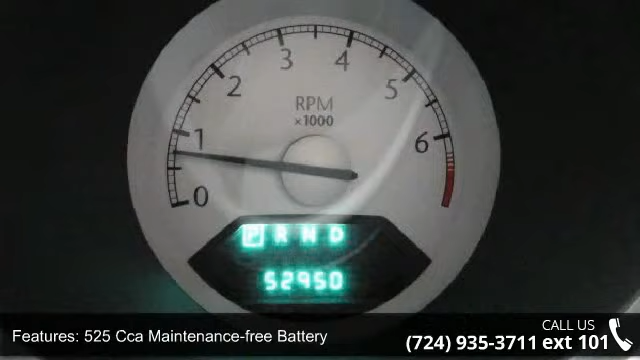 3
4
2
5
RPM
x1000
1
6
0
P R N D
52950
CALL US
Features: 525 Cca Maintenance-free Battery
(724) 935-3711 ext 101